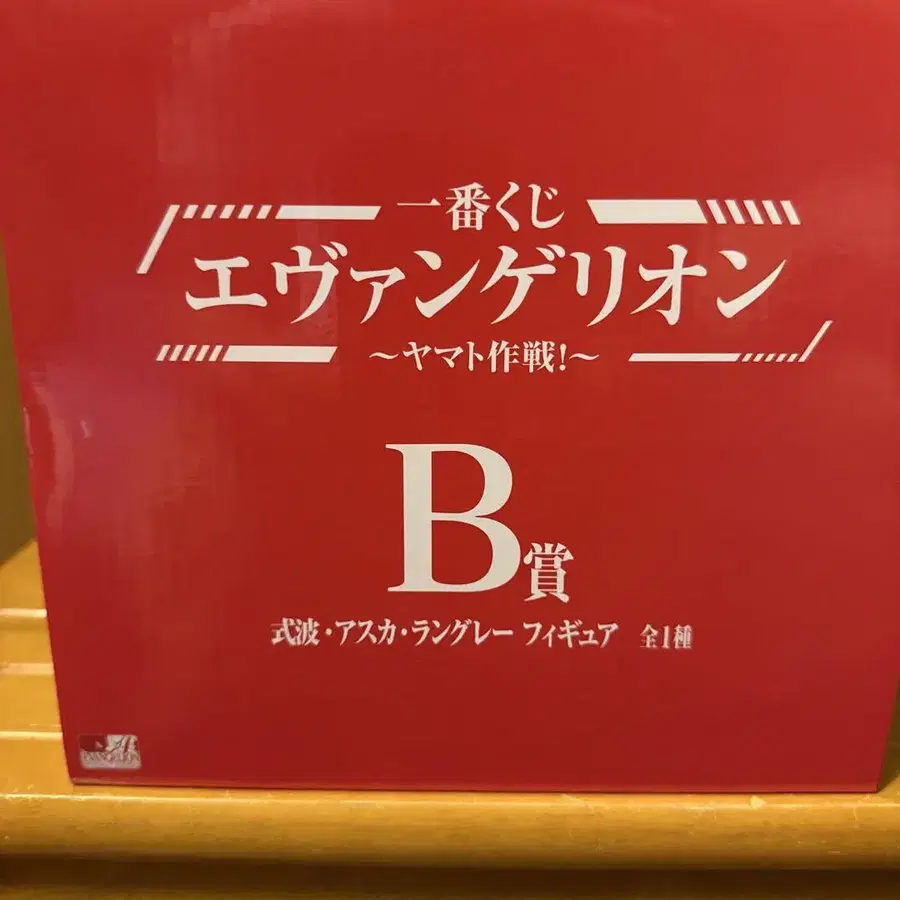 一番くじ
エヴァンゲリオン
～ヤマト作戦!～
B賞
式波・アスカ・ラングレー フィギュア 全1種
EVANGELION